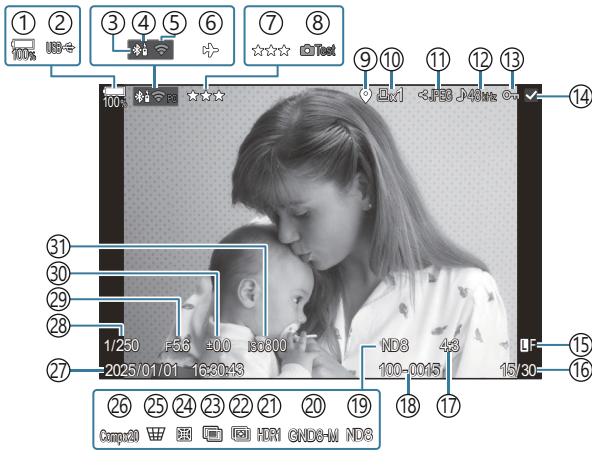 ① ② ③ ④ ⑤ ⑥ ⑦ ⑧
100% USB Test
⑨ ⑩ ⑪ ⑫ ⑬
100% PC x1 JPEG 48kHz
⑭
㉛
㉚
㉙
㉘
1/250 F5.6 ±0.0 ISO800 ND8 4:3 LF ⑮
㉗ 2025/01/01 16:30:43 100-0015 15/30 ⑯
⑱ ⑰
㉖ ㉕ ㉔ ㉓ ㉒ ㉑ ⑳ ⑲
Compx20 HDR1 GND8-M ND8